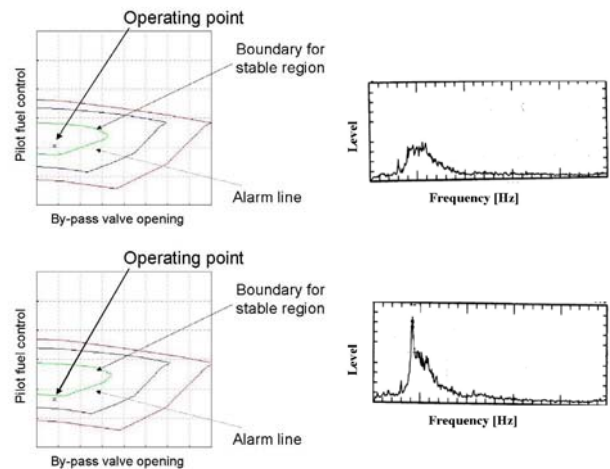 Operating point
Boundary for
stable region
Pilot fuel control
Alarm line
By-pass valve opening
Level
Frequency [Hz]
Operating point
Boundary for
stable region
Pilot fuel control
Alarm line
By-pass valve opening
Level
Frequency [Hz]